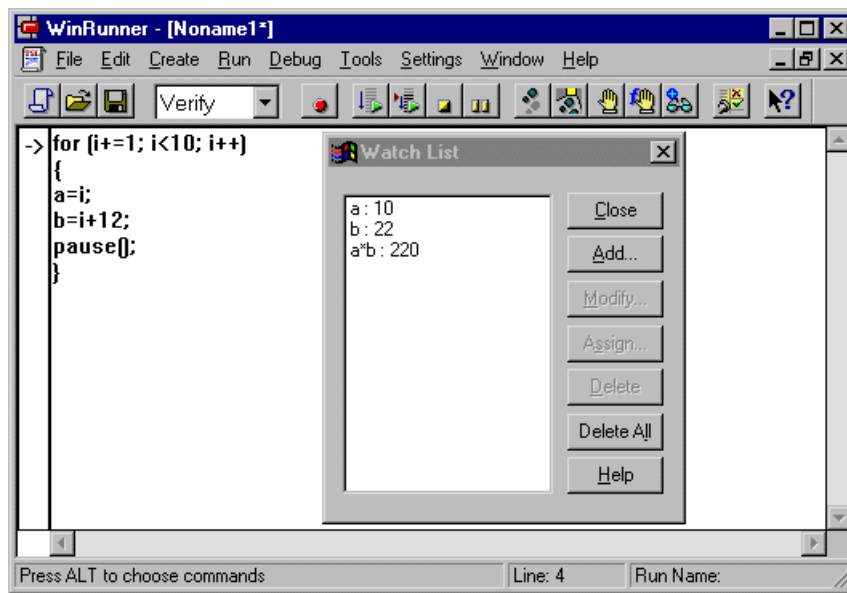 WinRunner - [Noname1*]
File Edit Create Run Debug Tools Settings Window Help
Verify
-> for (i+=1; i<10; i++)
{
a=i;
b=i+12;
pause();
}
Watch List
a : 10
b : 22
a*b : 220
Close
Add...
Modify...
Assign...
Delete
Delete All
Help
Press ALT to choose commands
Line: 4
Run Name: